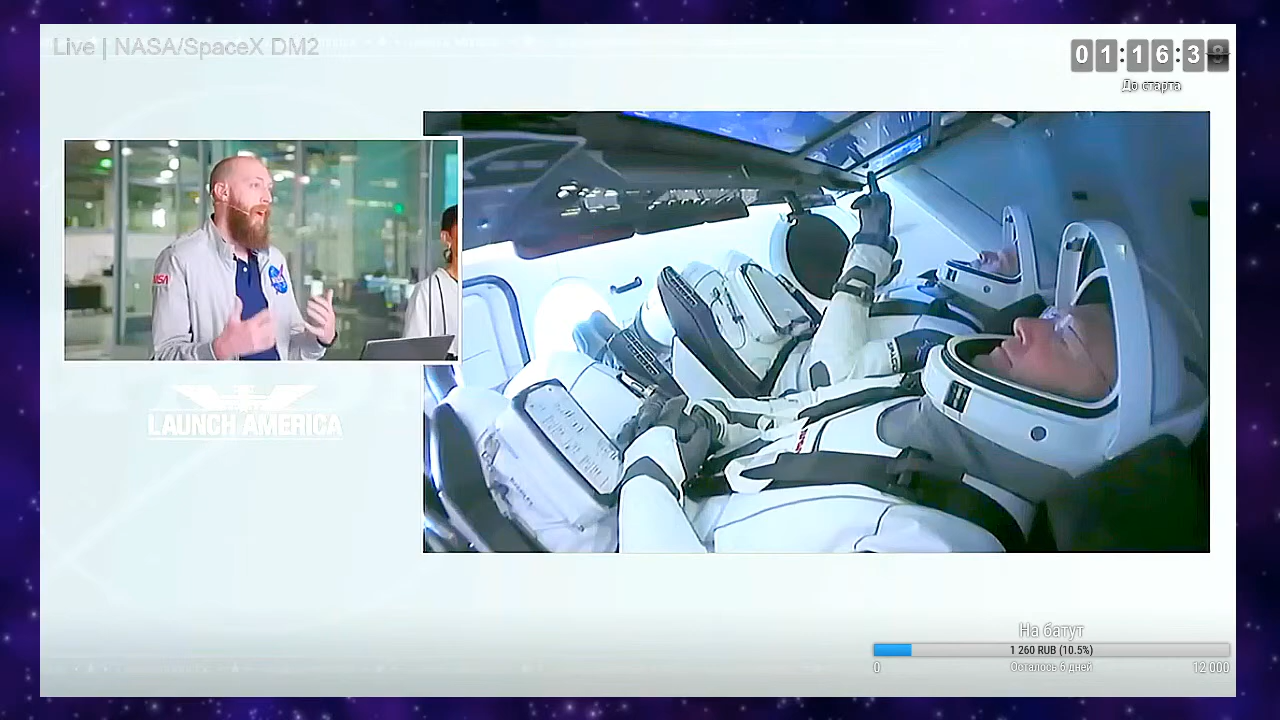 Live | NASA/SpaceX DM2
01:16:3
До старта
LAUNCH AMERICA
На батут
1 260 RUB (10.5%)
0
Осталось 6 дней
12 000